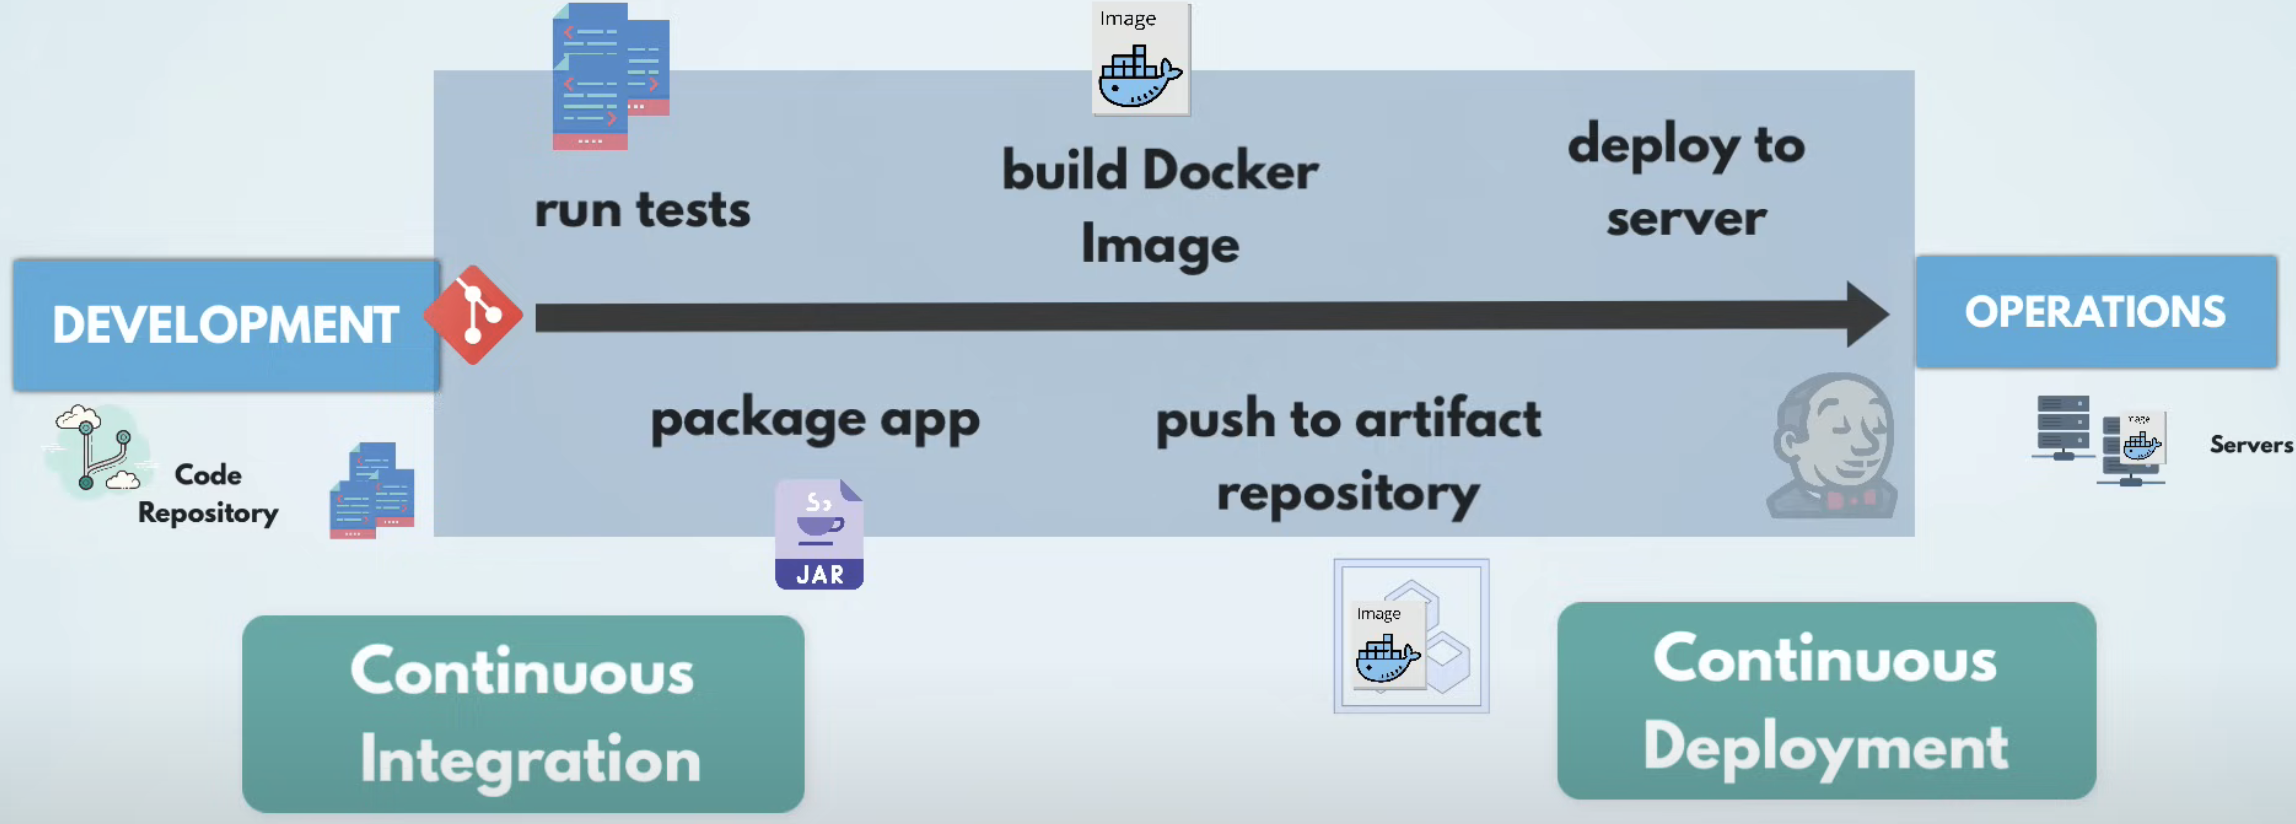 Image
run tests
build Docker
Image
deploy to
server
DEVELOPMENT
OPERATIONS
package app
push to artifact
repository
Code
Repository
JAR
Image
Servers
Image
Continuous
Integration
Continuous
Deployment